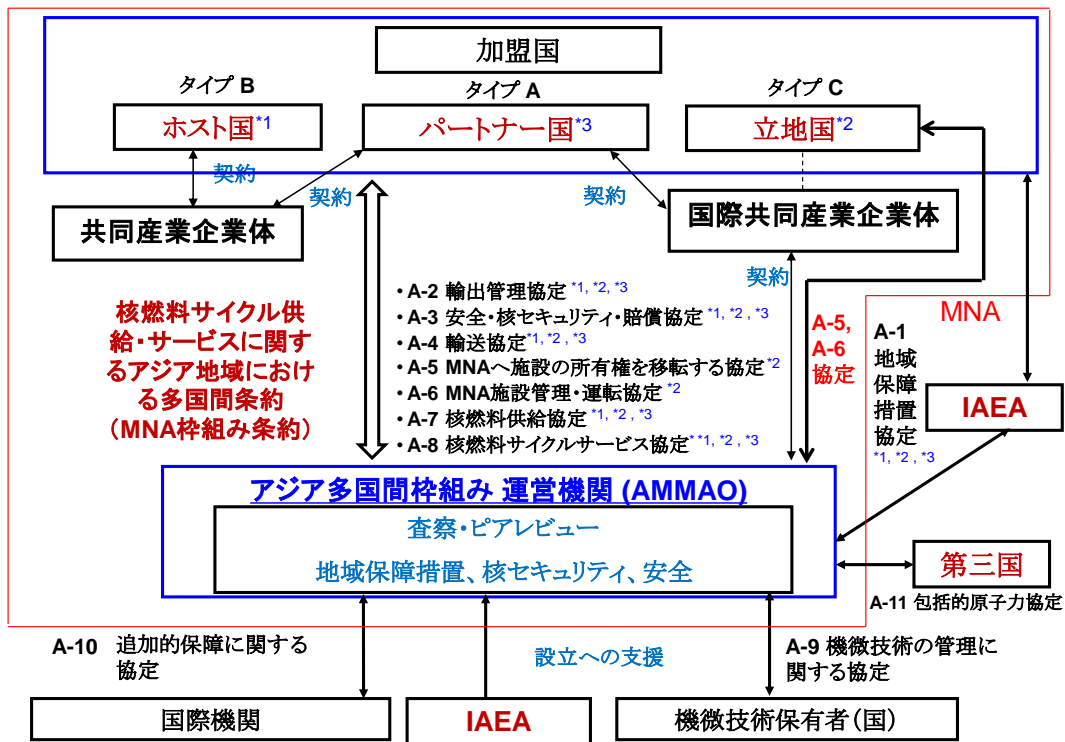 加盟国
タイプ B
タイプ A
タイプ C
ホスト国*1
パートナー国*3
立地国*2
契約
契約
契約
共同産業企業体
国際共同産業企業体
契約
核燃料サイクル供
給・サービスに関す
るアジア地域におけ
る多国間条約
(MNA枠組み条約)
・A-2 輸出管理協定 *1, *2, *3
・A-3 安全・核セキュリティ・賠償協定 *1, *2 , *3
・A-4 輸送協定*1, *2 , *3
・A-5 MNAへ施設の所有権を移転する協定*2
・A-6 MNA施設管理・運転協定 *2
・A-7 核燃料供給協定 *1, *2 , *3
・A-8 核燃料サイクルサービス協定* *1, *2 , *3
A-5,
A-6
協定
A-1
地域
保障
措置
協定
*1, *2 , *3
MNA
IAEA
アジア多国間枠組み 運営機関 (AMMAO)
査察・ピアレビュー
地域保障措置、核セキュリティ、安全
第三国
A-11 包括的原子力協定
A-10 追加的保障に関する
協定
設立への支援
A-9 機微技術の管理に
関する協定
国際機関
IAEA
機微技術保有者(国)